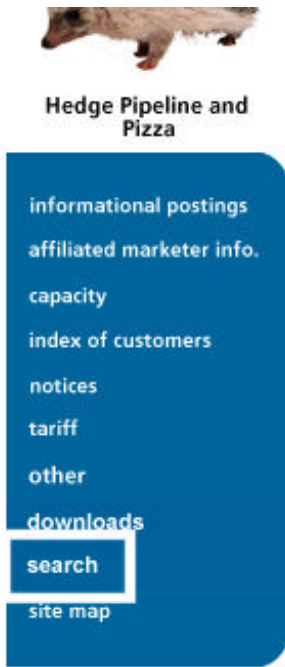 Hedge Pipeline and
Pizza
informational postings
affiliated marketer info.
capacity
index of customers
notices
tariff
other
downloads
search
site map